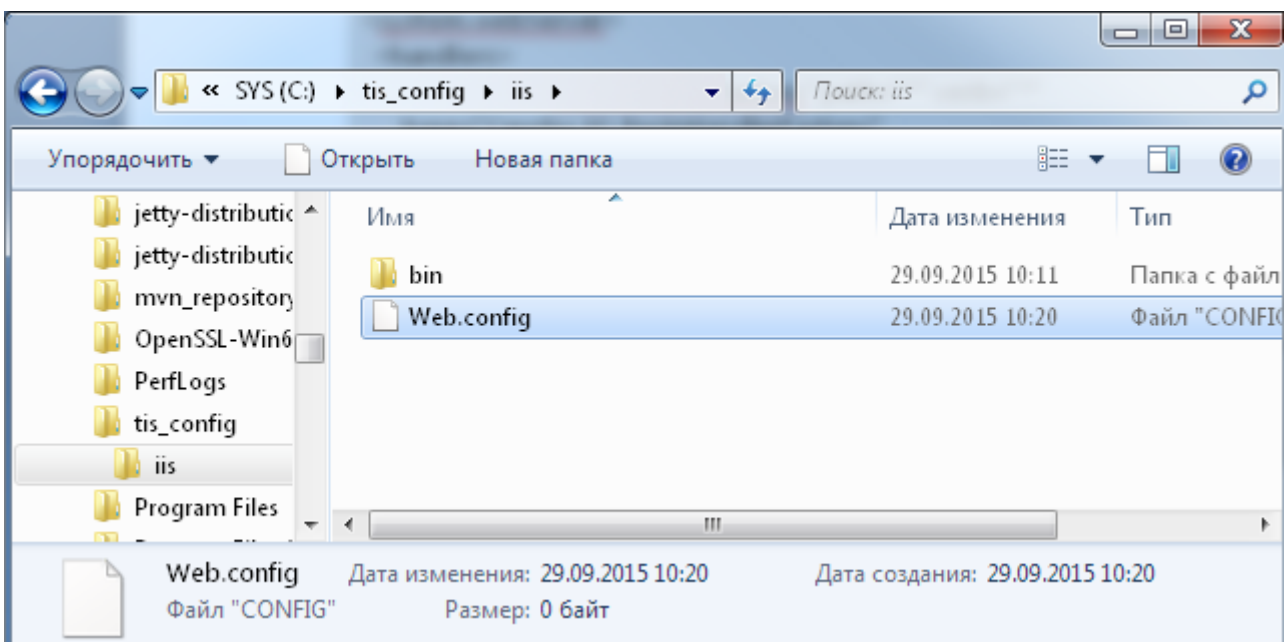 « SYS (C:) ▸ tis_config ▸ iis ▸ Поиск: iis
Упорядочить Открыть Новая папка
jetty-distributic
jetty-distributic
mvn_repository
OpenSSL-Win6
PerfLogs
tis_config
iis
Program Files
Имя Дата изменения Тип
bin 29.09.2015 10:11 Папка с файл
Web.config 29.09.2015 10:20 Файл "CONFIG
Web.config Дата изменения: 29.09.2015 10:20 Дата создания: 29.09.2015 10:20
Файл "CONFIG" Размер: 0 байт